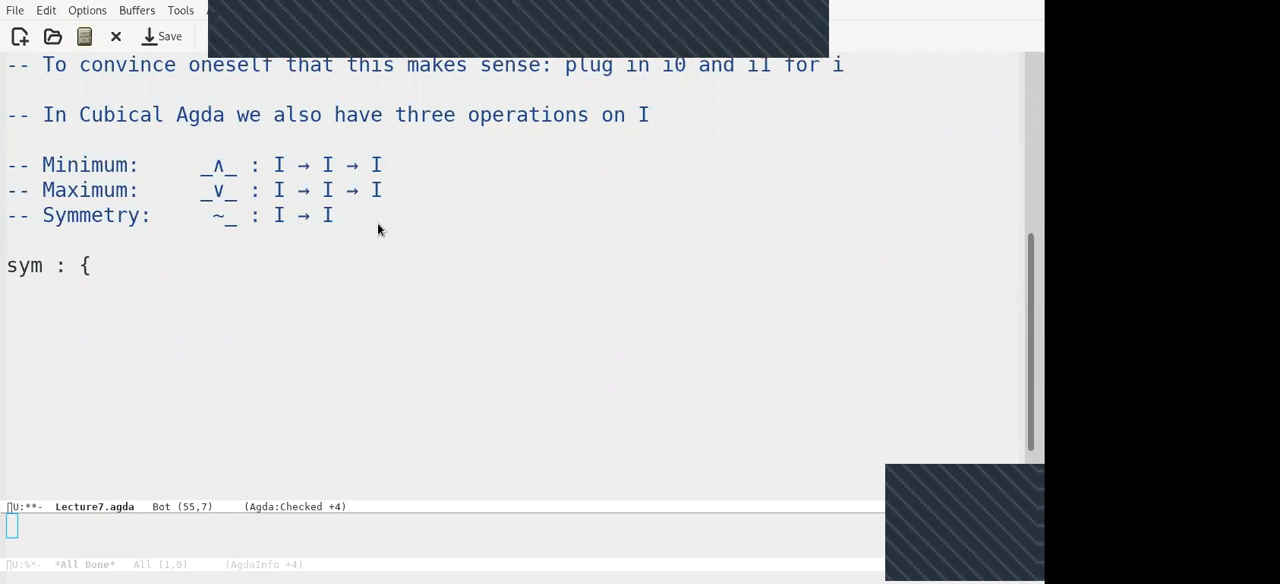 File Edit Options Buffers Tools
Save
-- To convince oneself that this makes sense: plug in i0 and i1 for i
-- In Cubical Agda we also have three operations on I
-- Minimum:     _∧_ : I → I → I
-- Maximum:     _∨_ : I → I → I
-- Symmetry:     ~_ : I → I
sym : {
U:**-  Lecture7.agda   Bot (55,7)     (Agda:Checked +4)
U:%*-  *All Done*   All (1,0)      (AgdaInfo +4)